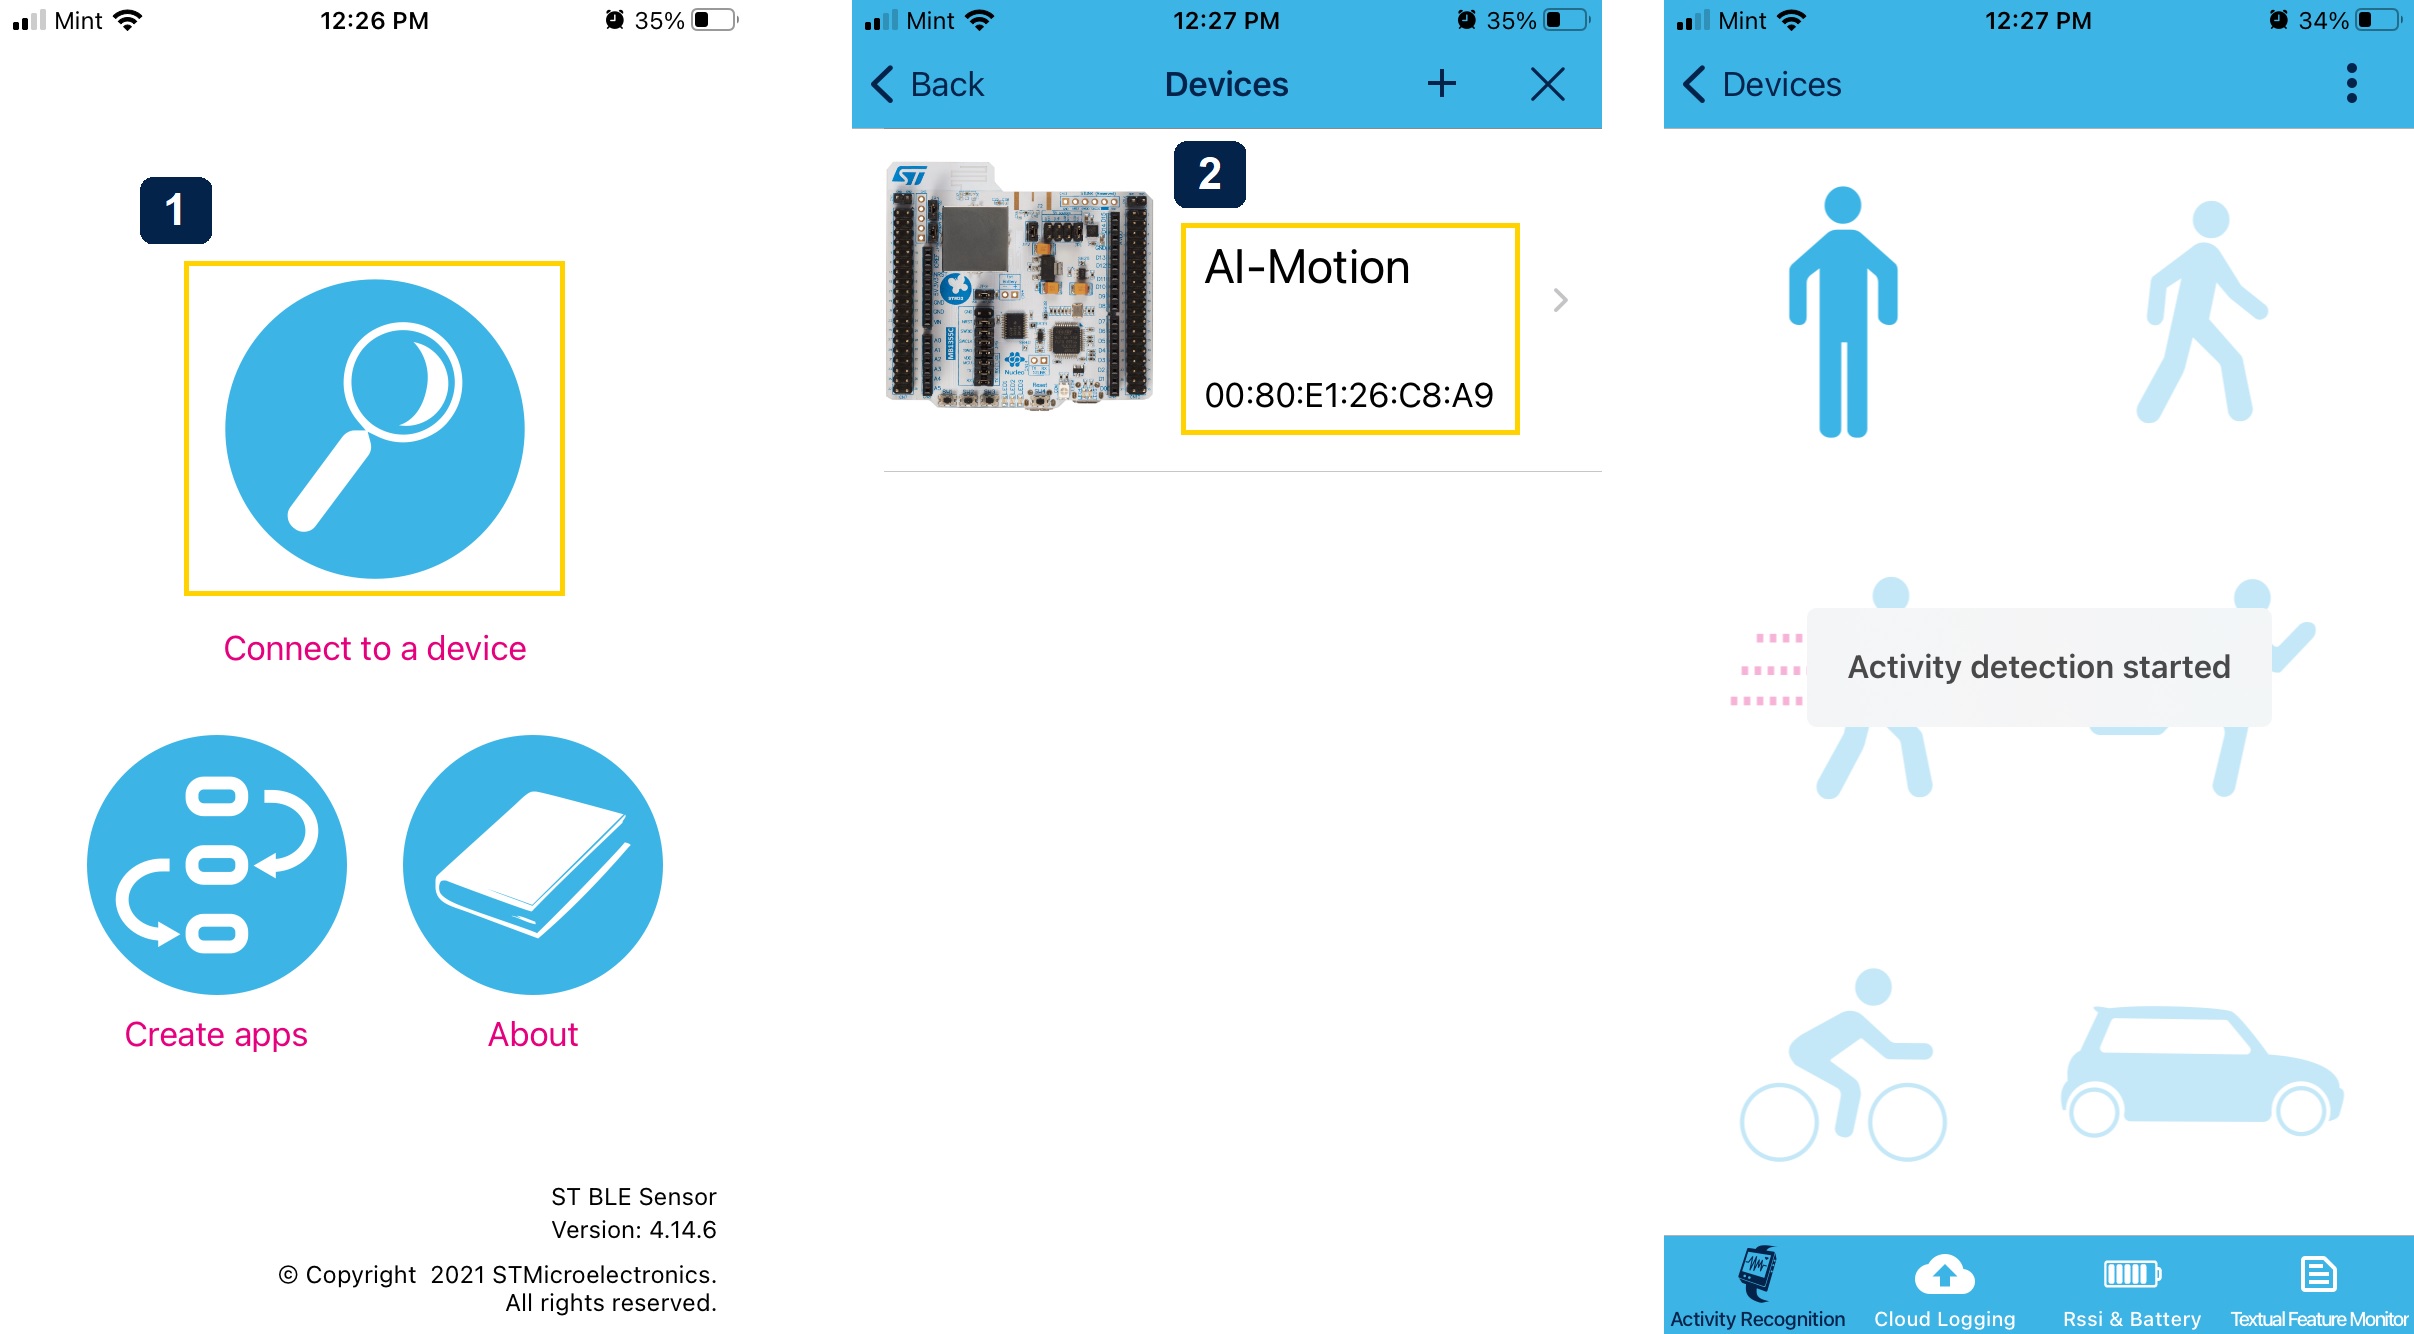 Mint
12:26 PM
35%
1
Connect to a device
Create apps
About
ST BLE Sensor
Version: 4.14.6
© Copyright 2021 STMicroelectronics.
All rights reserved.
Mint
12:27 PM
35%
Back
Devices
2
ST
AI-Motion
00:80:E1:26:C8:A9
Mint
12:27 PM
34%
Devices
Activity detection started
Activity Recognition
Cloud Logging
Rssi & Battery
Textual Feature Monitor